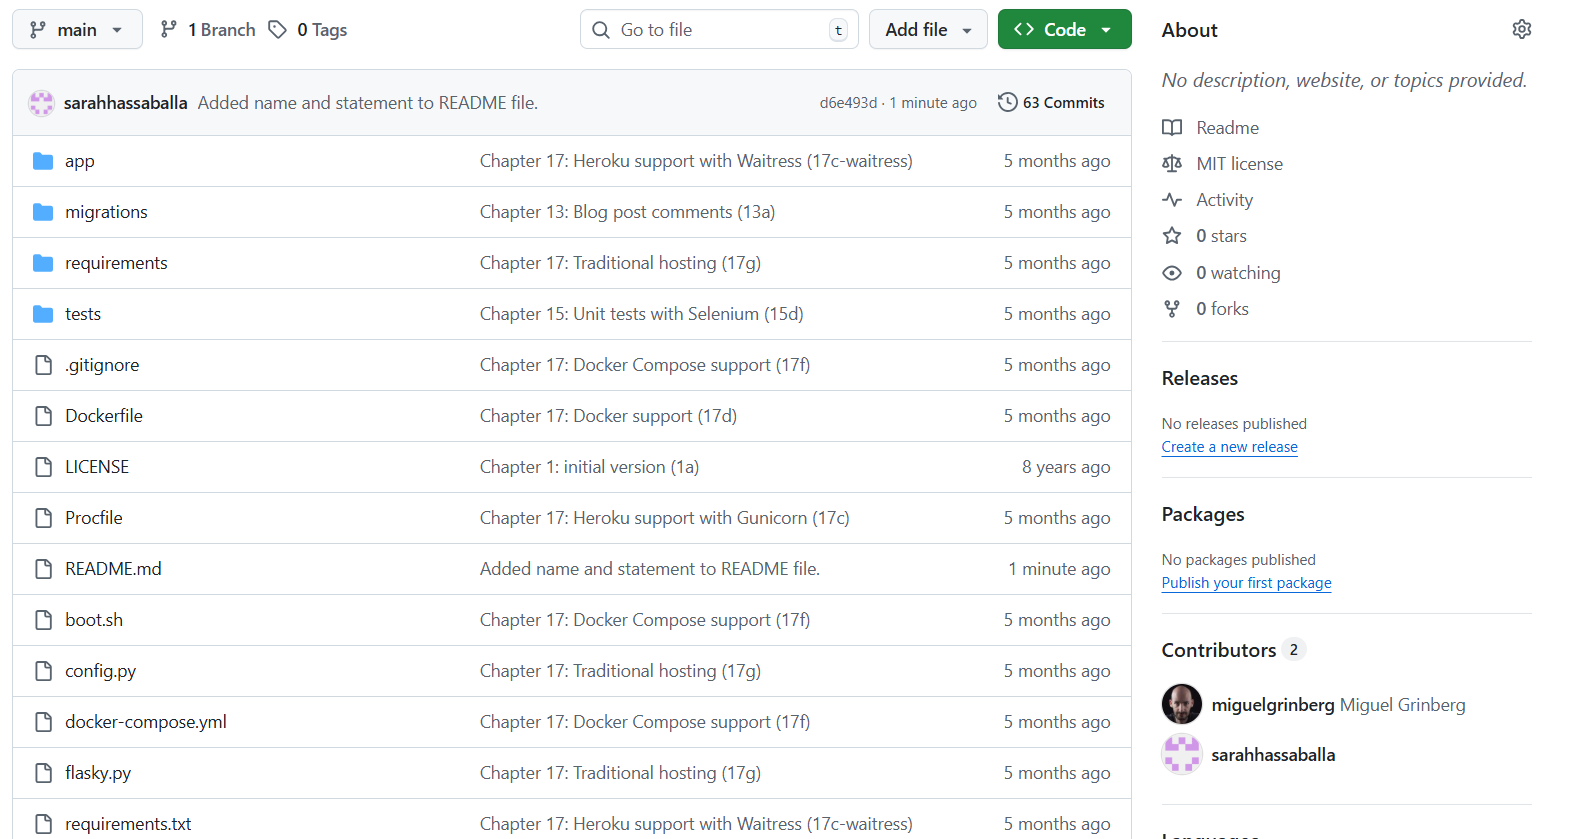 main
1 Branch
0 Tags
Go to file
t
Add file
Code
sarahhassaballa Added name and statement to README file.
d6e493d · 1 minute ago
63 Commits
app Chapter 17: Heroku support with Waitress (17c-waitress) 5 months ago
migrations Chapter 13: Blog post comments (13a) 5 months ago
requirements Chapter 17: Traditional hosting (17g) 5 months ago
tests Chapter 15: Unit tests with Selenium (15d) 5 months ago
.gitignore Chapter 17: Docker Compose support (17f) 5 months ago
Dockerfile Chapter 17: Docker support (17d) 5 months ago
LICENSE Chapter 1: initial version (1a) 8 years ago
Procfile Chapter 17: Heroku support with Gunicorn (17c) 5 months ago
README.md Added name and statement to README file. 1 minute ago
boot.sh Chapter 17: Docker Compose support (17f) 5 months ago
config.py Chapter 17: Traditional hosting (17g) 5 months ago
docker-compose.yml Chapter 17: Docker Compose support (17f) 5 months ago
flasky.py Chapter 17: Traditional hosting (17g) 5 months ago
requirements.txt Chapter 17: Heroku support with Waitress (17c-waitress) 5 months ago
About
No description, website, or topics provided.
Readme
MIT license
Activity
0 stars
0 watching
0 forks
Releases
No releases published
Create a new release
Packages
No packages published
Publish your first package
Contributors 2
miguelgrinberg Miguel Grinberg
sarahhassaballa